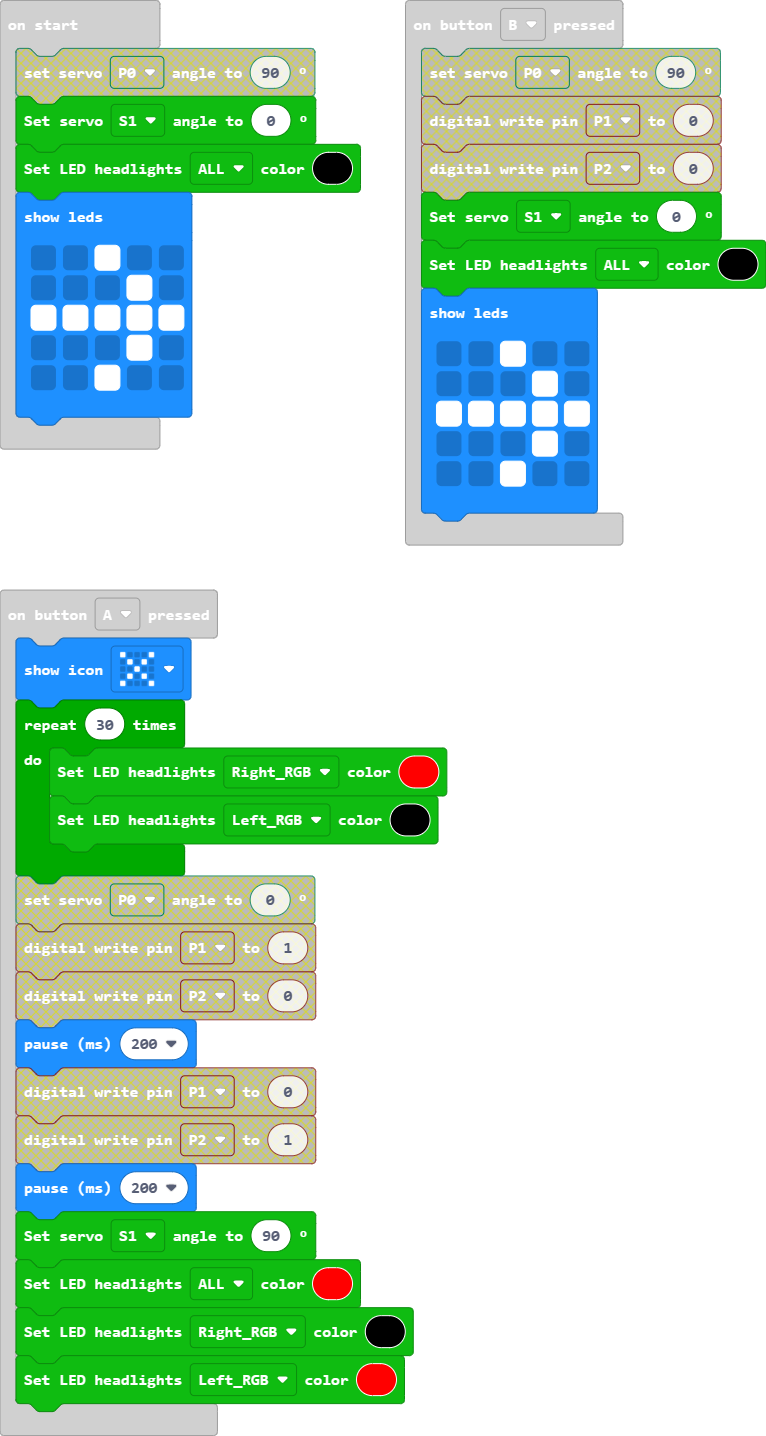 on start
set servo P0 angle to 90 °
Set servo S1 angle to 0 °
Set LED headlights ALL color
show leds
on button B pressed
set servo P0 angle to 90 °
digital write pin P1 to 0
digital write pin P2 to 0
Set servo S1 angle to 0 °
Set LED headlights ALL color
show leds
on button A pressed
show icon
repeat 30 times
do
Set LED headlights Right_RGB color
Set LED headlights Left_RGB color
set servo P0 angle to 0 °
digital write pin P1 to 1
digital write pin P2 to 0
pause (ms) 200
digital write pin P1 to 0
digital write pin P2 to 1
pause (ms) 200
Set servo S1 angle to 90 °
Set LED headlights ALL color
Set LED headlights Right_RGB color
Set LED headlights Left_RGB color